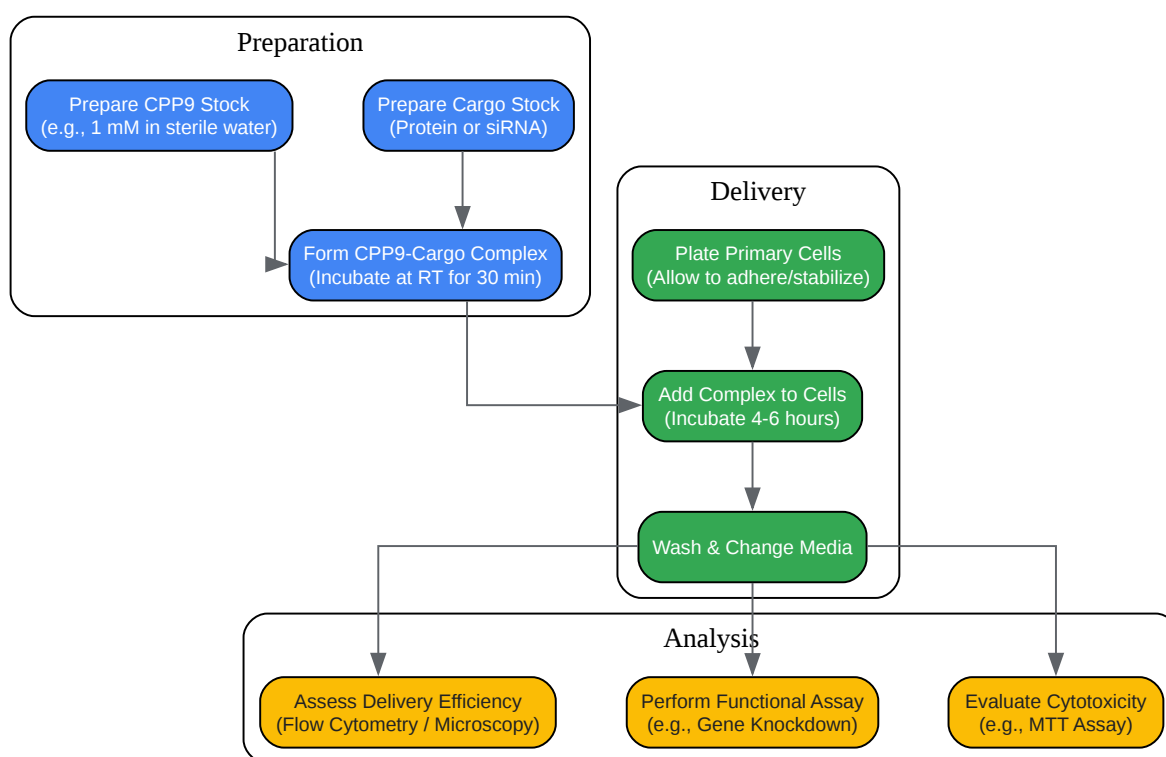 Preparation
Prepare CPP9 Stock
(e.g., 1 mM in sterile water)
Prepare Cargo Stock
(Protein or siRNA)
Form CPP9-Cargo Complex
(Incubate at RT for 30 min)
Delivery
Plate Primary Cells
(Allow to adhere/stabilize)
Add Complex to Cells
(Incubate 4-6 hours)
Wash & Change Media
Analysis
Assess Delivery Efficiency
(Flow Cytometry / Microscopy)
Perform Functional Assay
(e.g., Gene Knockdown)
Evaluate Cytotoxicity
(e.g., MTT Assay)